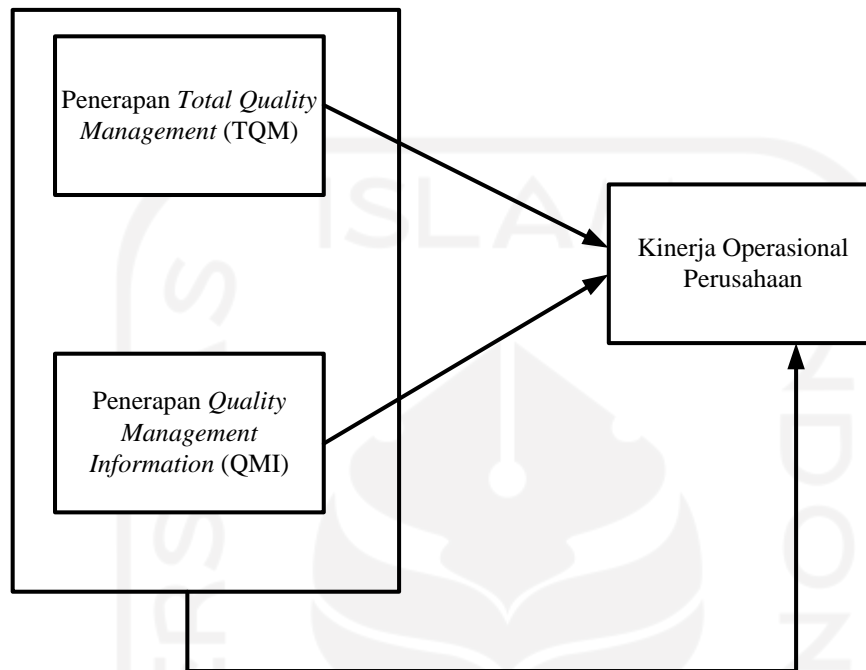 Penerapan Total Quality
Management (TQM)
Kinerja Operasional
Perusahaan
Penerapan Quality
Management
Information (QMI)